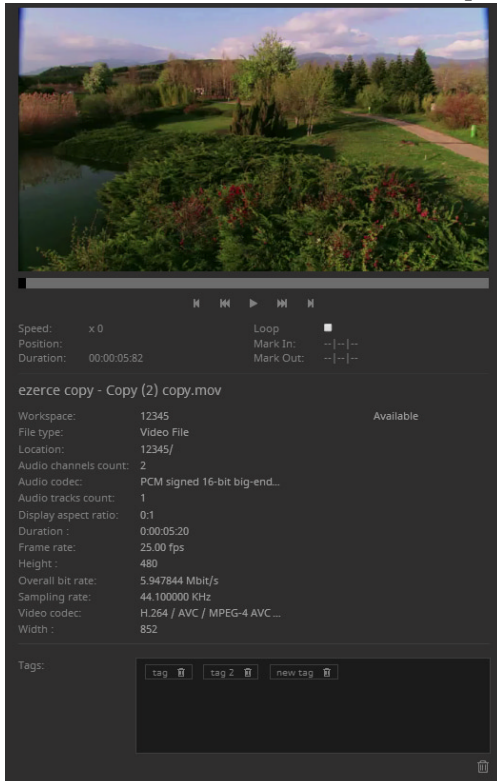 Speed: x 0 Loop
Position: Mark In: --|--|--
Duration: 00:00:05:82 Mark Out: --|--|--
ezerce copy - Copy (2) copy.mov
Workspace: 12345 Available
File type: Video File
Location: 12345/
Audio channels count: 2
Audio codec: PCM signed 16-bit big-end...
Audio tracks count: 1
Display aspect ratio: 0:1
Duration : 0:00:05:20
Frame rate: 25.00 fps
Height : 480
Overall bit rate: 5.947844 Mbit/s
Sampling rate: 44.100000 KHz
Video codec: H.264 / AVC / MPEG-4 AVC ...
Width : 852
Tags: tag tag 2 new tag